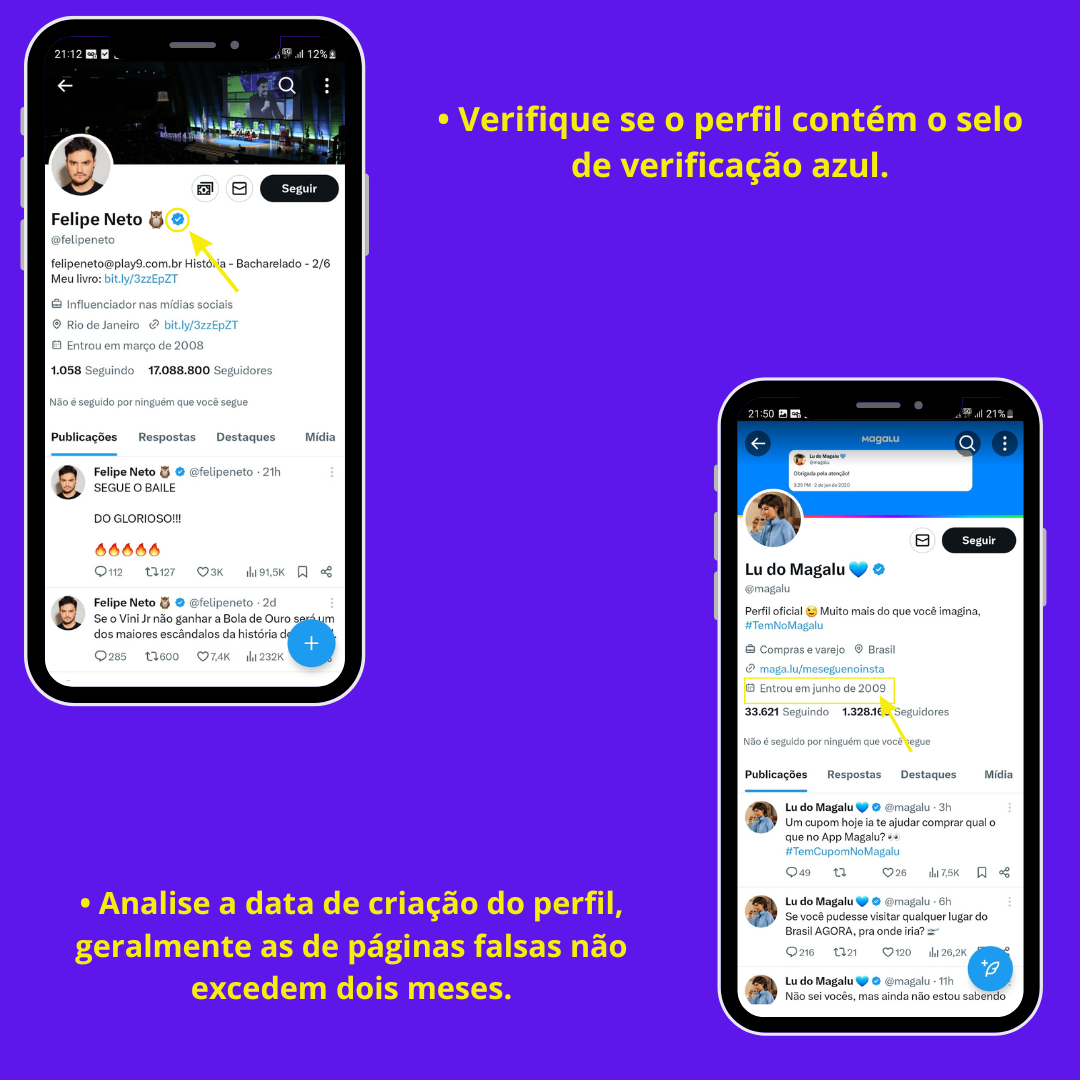 21:12
12%
• Verifique se o perfil contém o selo
de verificação azul.
Seguir
Felipe Neto 🦉
@felipeneto
felipeneto@play9.com.br História - Bacharelado - 2/6
Meu livro: bit.ly/3zzEpZT
Influenciador nas mídias sociais
Rio de Janeiro bit.ly/3zzEpZT
Entrou em março de 2008
1.058 Seguindo 17.088.800 Seguidores
Não é seguido por ninguém que você segue
Publicações Respostas Destaques Mídia
Felipe Neto 🦉 @felipeneto · 21h
SEGUE O BAILE
DO GLORIOSO!!!
🔥🔥🔥🔥🔥
112 127 3K 91,5K
Felipe Neto 🦉 @felipeneto · 2d
Se o Vini Jr não ganhar a Bola de Ouro será um
dos maiores escândalos da história
285 600 7,4K 232K
21:50
21%
MagaLu
Lu do Magalu 💙
@magalu
Obrigada pela atenção!
3:29 PM · 2 de jan de 2020
Seguir
Lu do Magalu 💙
@magalu
Perfil oficial 😉 Muito mais do que você imagina,
#TemNoMagalu
Compras e varejo Brasil
maga.lu/meseguenoinsta
Entrou em junho de 2009
33.621 Seguindo 1.328.16 Seguidores
Não é seguido por ninguém que você segue
Publicações Respostas Destaques Mídia
Lu do Magalu 💙 @magalu · 3h
Um cupom hoje ia te ajudar comprar qual o
que no App Magalu? 👀
#TemCupomNoMagalu
49 26 7,5K
Lu do Magalu 💙 @magalu · 6h
Se você pudesse visitar qualquer lugar do
Brasil AGORA, pra onde iria? 🛫
216 21 120 26,2K
Lu do Magalu 💙 @magalu · 11h
Não sei vocês, mas ainda não estou sabendo
• Analise a data de criação do perfil,
geralmente as de páginas falsas não
excedem dois meses.